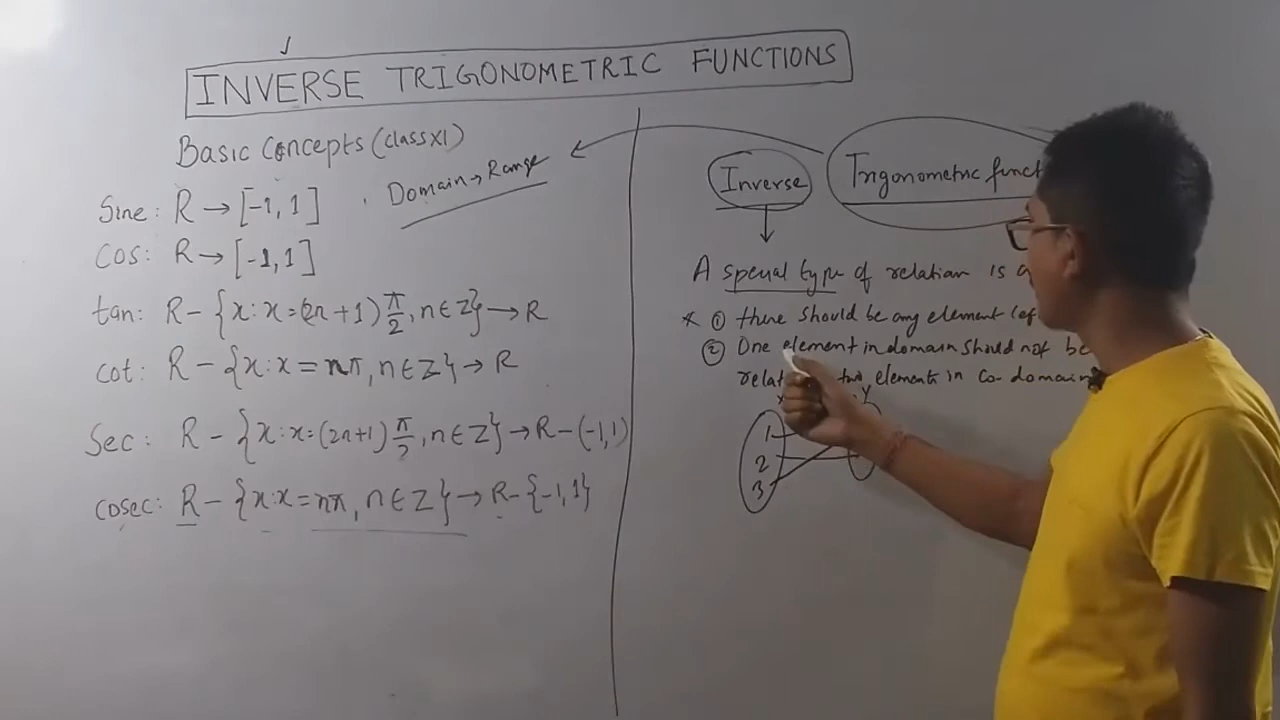 INVERSE TRIGONOMETRIC FUNCTIONS
Basic Concepts (class XI)
Domain → Range
Sine: R → [-1, 1]
Cos: R → [-1, 1]
tan: R - {x : x = (2n + 1) π/2, n ∈ Z} → R
cot: R - {x : x = nπ, n ∈ Z} → R
Sec: R - {x : x = (2n+1) π/2, n ∈ Z} → R - (-1, 1)
cosec: R - {x : x = nπ, n ∈ Z} → R - {-1, 1}
Inverse
Trigonometric funct
A special type of relation is a
① there should be any element lef
② One element in domain should not be
relat two elements in Co-domain
Y
1
2
3